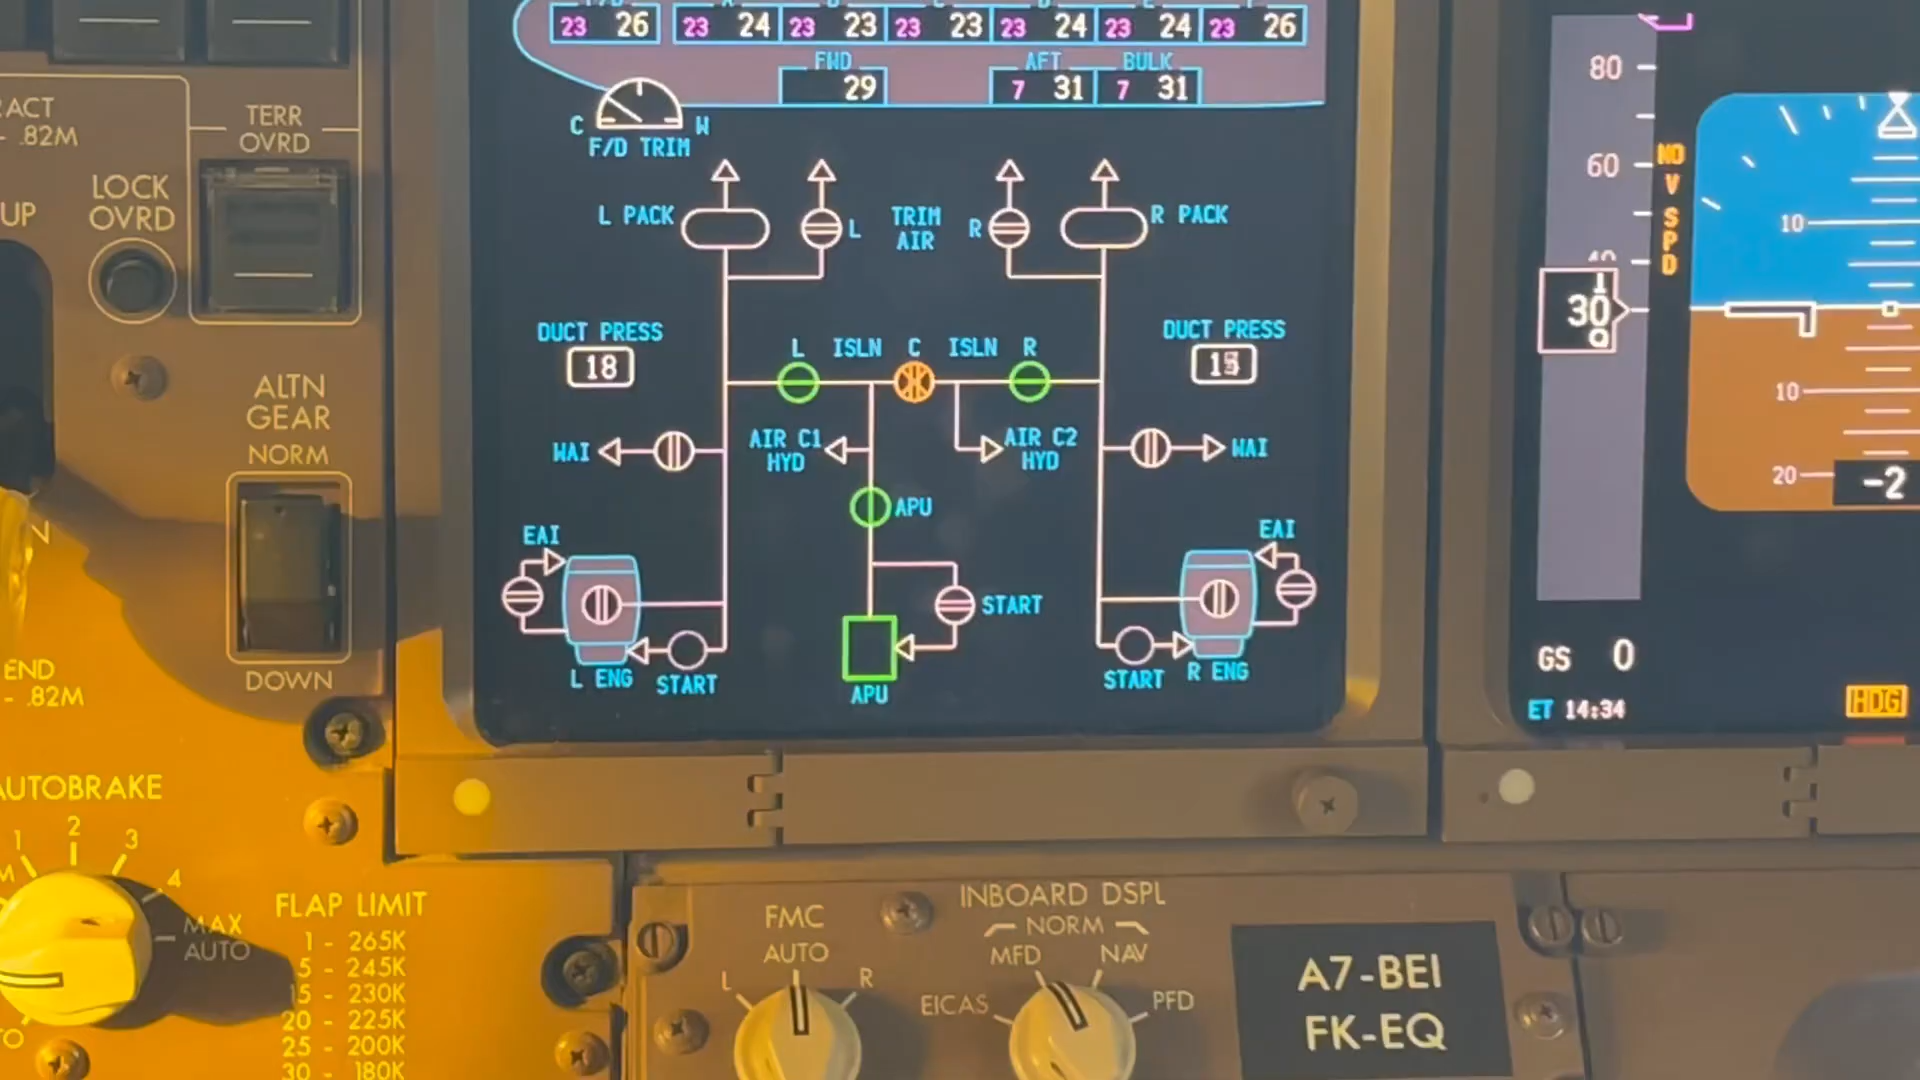 23 26 23 24 23 23 23 23 23 24 23 24 23 26
FWD AFT BULK
29 7 31 7 31
C W
F/D TRIM
L PACK L TRIM AIR R R PACK
DUCT PRESS
18
L ISLN C ISLN R
DUCT PRESS
WAI
AIR C1
HYD
AIR C2
HYD
WAI
APU
EAI
EAI
START
L ENG
START
APU
START
R ENG
80
60
30
NO
V
S
P
D
10
10
20
-2
GS 0
ET 14:34
HDG
.82M
TERR
OVRD
LOCK
OVRD
UP
ALTN
GEAR
NORM
DOWN
.82M
AUTOBRAKE
1 2 3 4
MAX
AUTO
FLAP LIMIT
1 - 265K
5 - 245K
15 - 230K
20 - 225K
25 - 200K
30 - 180K
FMC
AUTO
L R
INBOARD DSPL
NORM
MFD NAV
EICAS PFD
A7-BEI
FK-EQ